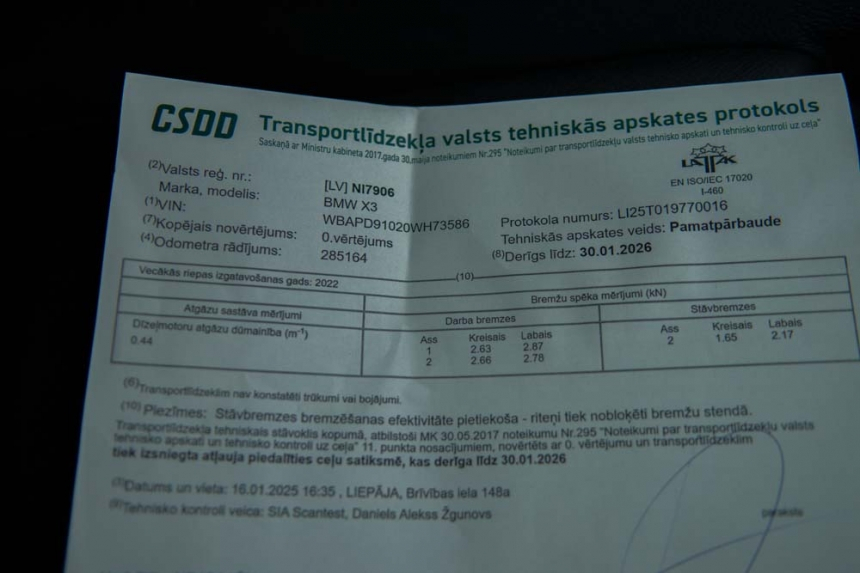 CSDD
Transportlīdzekļa valsts tehniskās apskates protokols
Saskaņā ar Ministru kabineta 2017.gada 30.maija noteikumiem Nr.295 "Noteikumi par transportlīdzekļu valsts tehnisko apskati un tehnisko kontroli uz ceļa"
LATAK
EN ISO/IEC 17020
I-460
(2)Valsts reģ. nr.: [LV] NI7906
Marka, modelis: BMW X3
(1)VIN: WBAPD91020WH73586
(7)Kopējais novērtējums: 0.vērtējums
(4)Odometra rādījums: 285164
Protokola numurs: LI25T019770016
Tehniskās apskates veids: Pamatpārbaude
(8)Derīgs līdz: 30.01.2026
(10)
Vecākās riepas izgatavošanas gads: 2022
Atgāzu sastāva mērījumi
Bremžu spēka mērījumi (kN)
Darba bremzes Stāvbremzes
Dīzeļmotoru atgāzu dūmainība (m-1)
0.44
Ass Kreisais Labais
1 2.63 2.87
2 2.66 2.78
Ass Kreisais Labais
2 1.65 2.17
(6)Transportlīdzeklim nav konstatēti trūkumi vai bojājumi.
(10) Piezīmes: Stāvbremzes bremzēšanas efektivitāte pietiekoša - riteņi tiek nobloķēti bremžu stendā.
Transportlīdzekļa tehniskais stāvoklis kopumā, atbilstoši MK 30.05.2017 noteikumu Nr.295 "Noteikumi par transportlīdzekļu valsts
tehnisko apskati un tehnisko kontroli uz ceļa" 11. punkta nosacījumiem, novērtēts ar 0. vērtējumu un transportlīdzeklim
tiek izsniegta atļauja piedalīties ceļu satiksmē, kas derīga līdz 30.01.2026
(3)Datums un vieta: 16.01.2025 16:35 , LIEPĀJA, Brīvības iela 148a
(9)Tehnisko kontroli veica: SIA Scantest, Daniels Alekss Žgunovs
paraksts